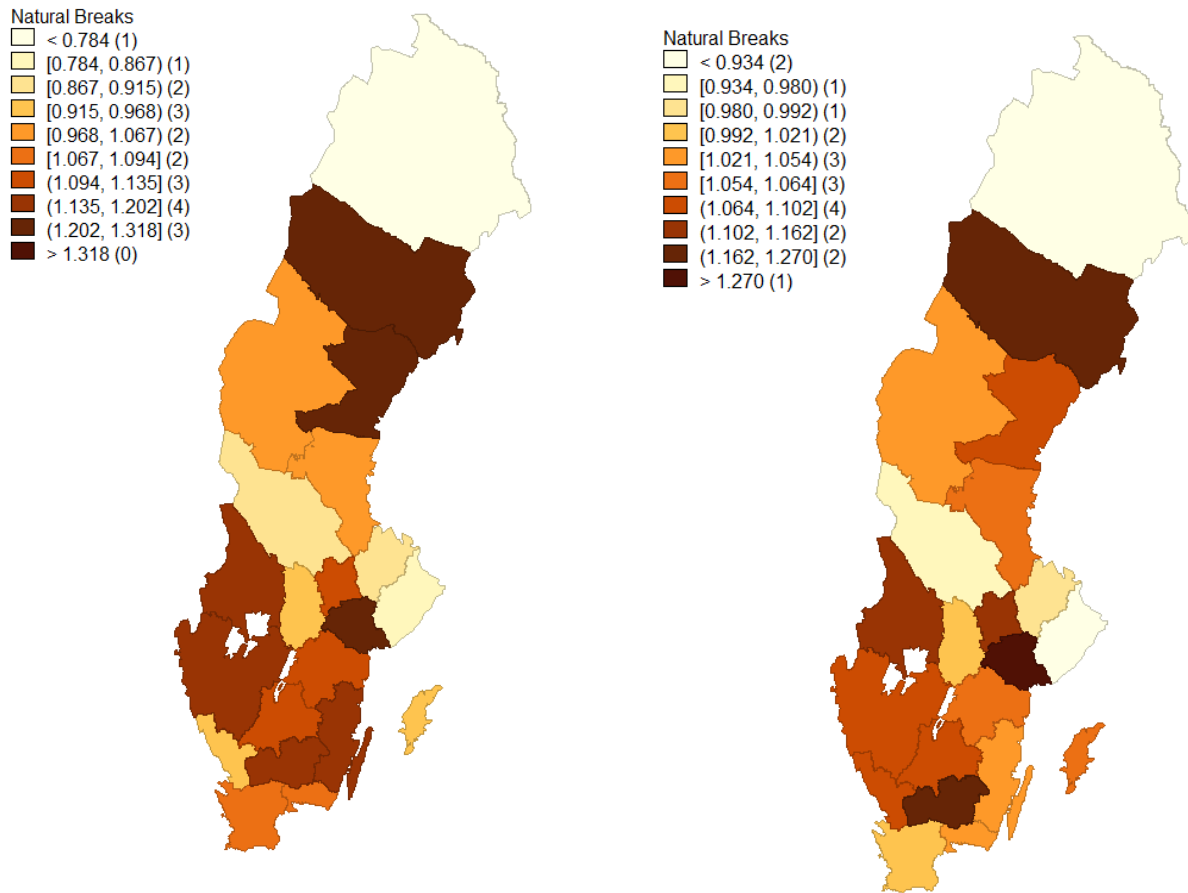 Natural Breaks
< 0.784 (1)
[0.784, 0.867) (1)
[0.867, 0.915) (2)
[0.915, 0.968) (3)
[0.968, 1.067) (2)
[1.067, 1.094] (2)
(1.094, 1.135] (3)
(1.135, 1.202] (4)
(1.202, 1.318] (3)
> 1.318 (0)
Natural Breaks
< 0.934 (2)
[0.934, 0.980) (1)
[0.980, 0.992) (1)
[0.992, 1.021) (2)
[1.021, 1.054) (3)
[1.054, 1.064] (3)
(1.064, 1.102] (4)
(1.102, 1.162] (2)
(1.162, 1.270] (2)
> 1.270 (1)